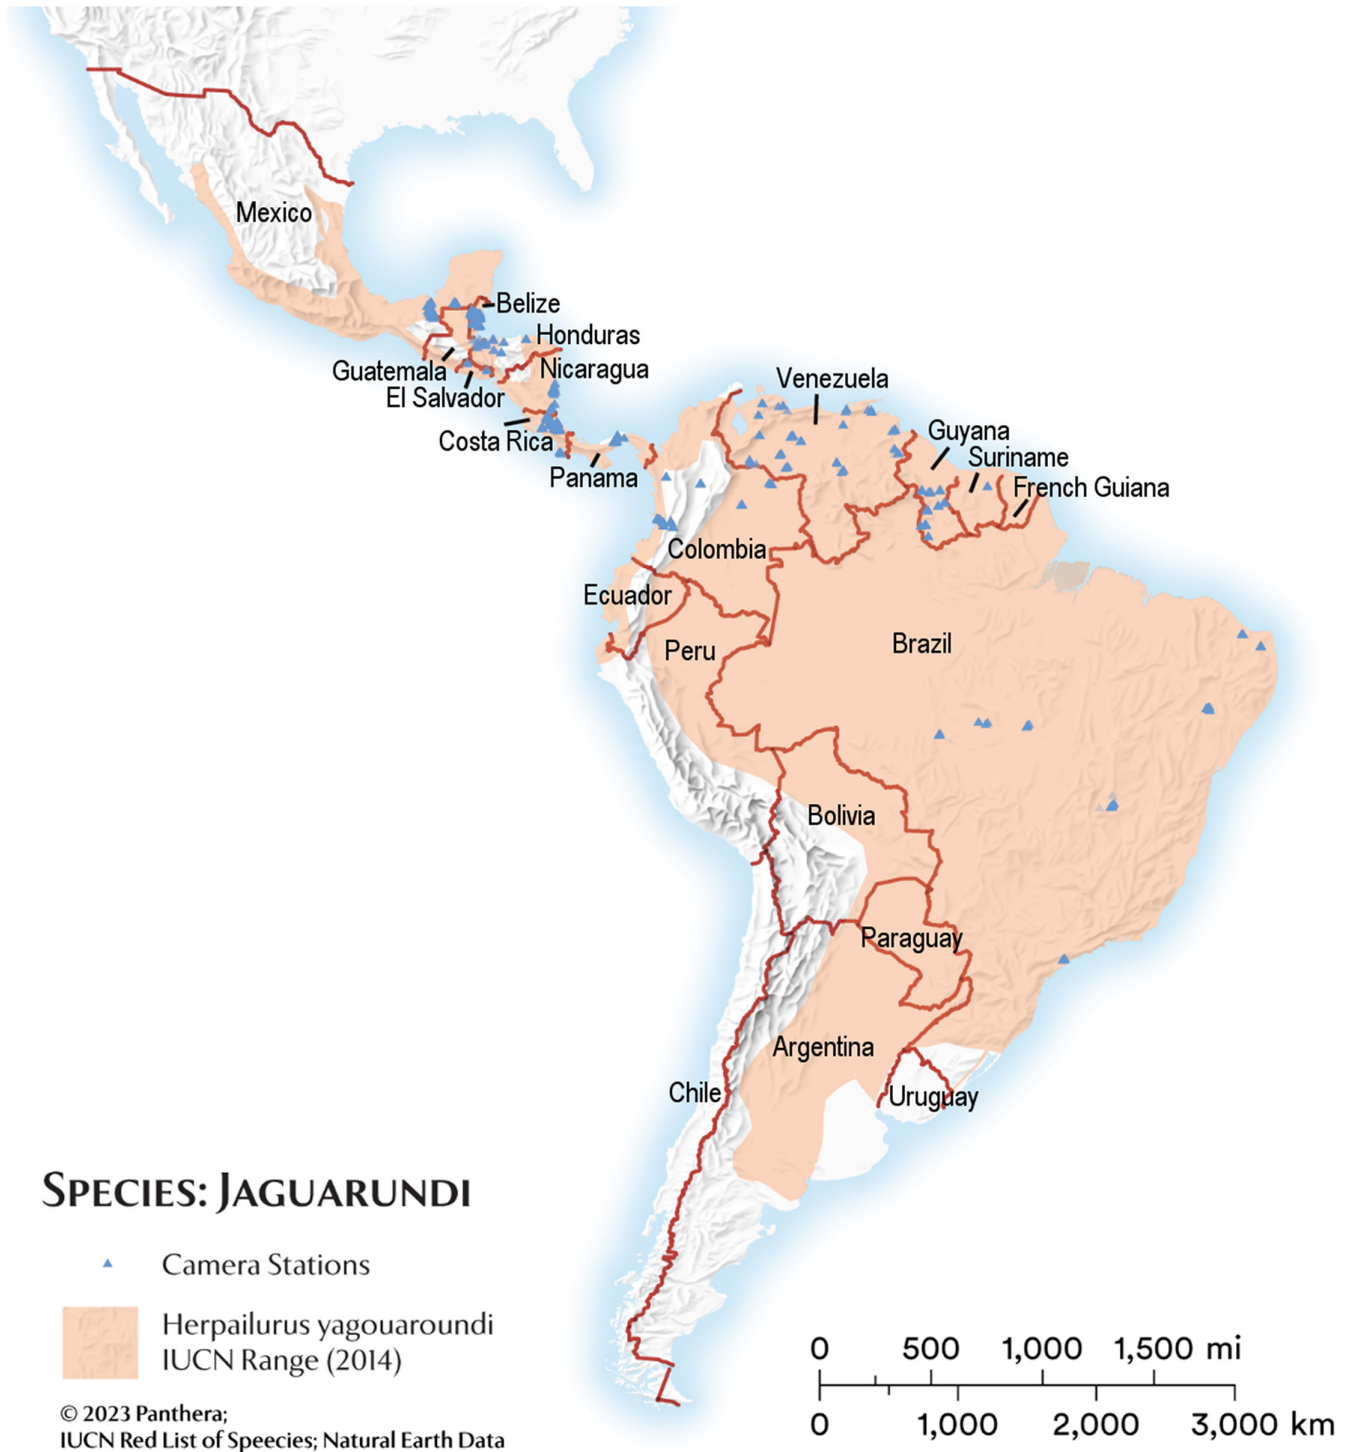 Mexico
Belize
Honduras
Guatemala
Nicaragua
El Salvador
Costa Rica
Panama
Venezuela
Guyana
Suriname
French Guiana
Colombia
Ecuador
Peru
Brazil
Bolivia
Paraguay
Argentina
Chile
Uruguay
SPECIES: JAGUARUNDI
Camera Stations
Herpailurus yagouaroundi
IUCN Range (2014)
© 2023 Panthera;
IUCN Red List of Speecies; Natural Earth Data
0 500 1,000 1,500 mi
0 1,000 2,000 3,000 km